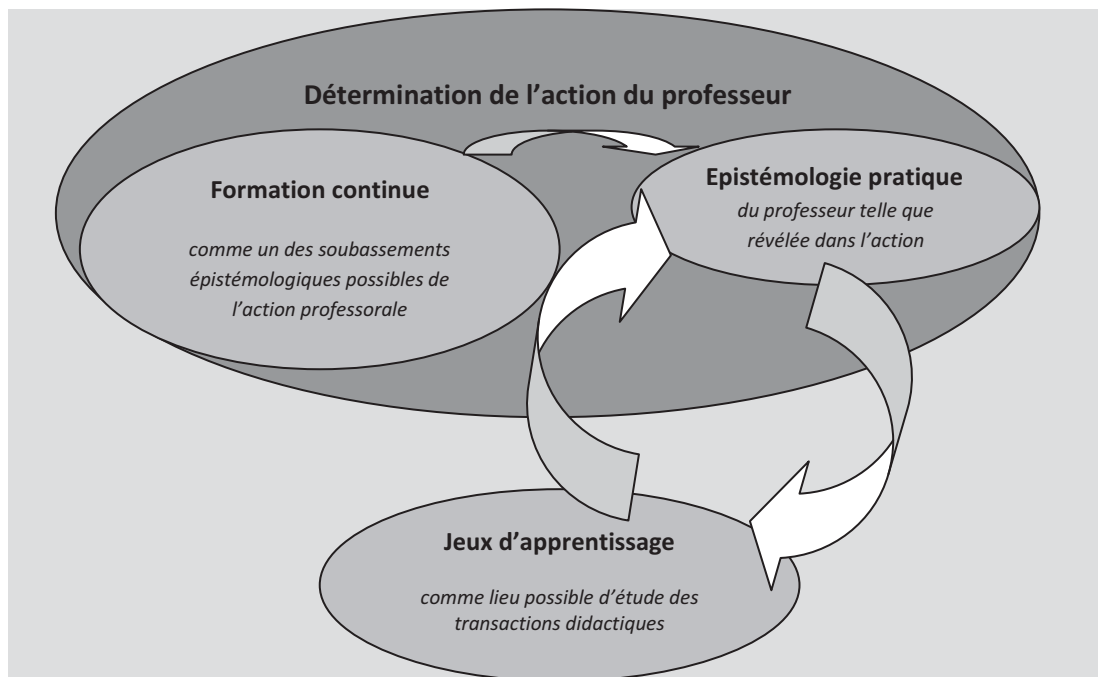 Détermination de l’action du professeur
Formation continue
comme un des soubassements
épistémologiques possibles de
l’action professorale
Epistémologie pratique
du professeur telle que
révélée dans l’action
Jeux d’apprentissage
comme lieu possible d’étude des
transactions didactiques